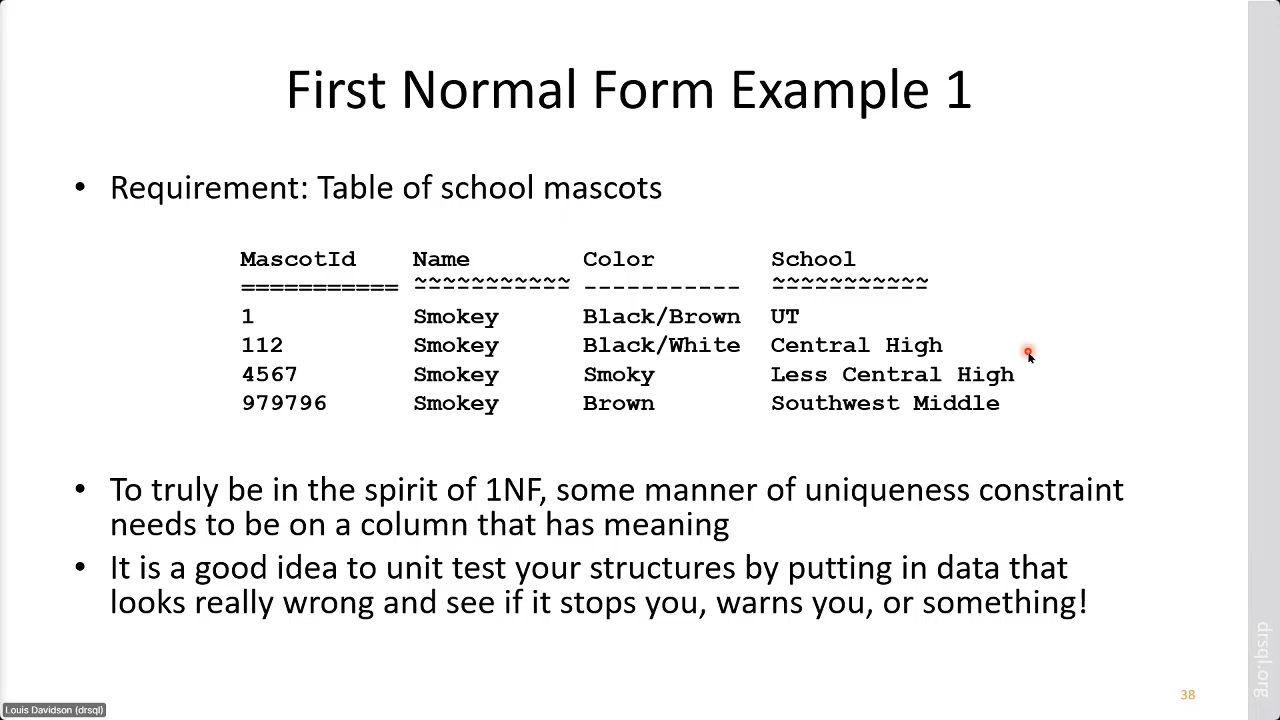 First Normal Form Example 1
• Requirement: Table of school mascots
MascotId Name Color School
=========== ~~~~~~~~~~~ ----------- ~~~~~~~~~~~
1 Smokey Black/Brown UT
112 Smokey Black/White Central High
4567 Smokey Smoky Less Central High
979796 Smokey Brown Southwest Middle
• To truly be in the spirit of 1NF, some manner of uniqueness constraint
needs to be on a column that has meaning
• It is a good idea to unit test your structures by putting in data that
looks really wrong and see if it stops you, warns you, or something!
drsql.org
38
Louis Davidson (drsql)